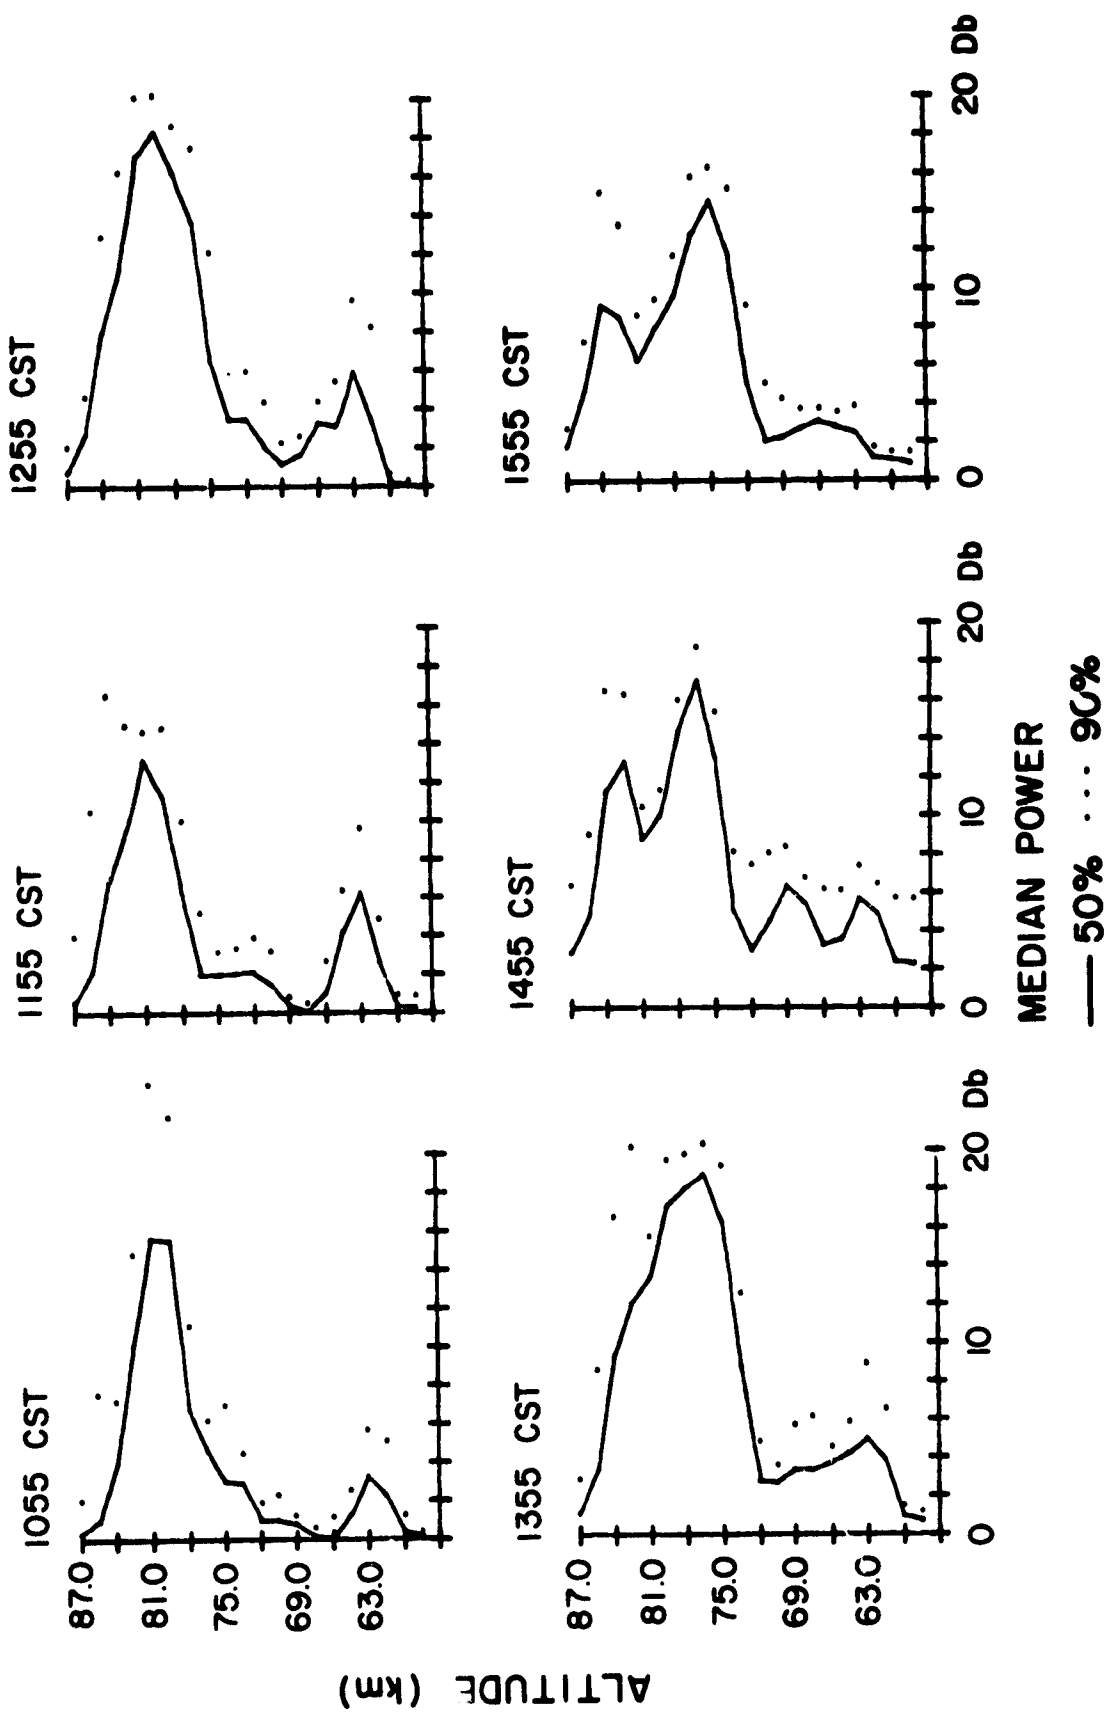 1055 CST
1155 CST
1255 CST
87.0
81.0
75.0
69.0
63.0
ALTITUDE (km)
1355 CST
1455 CST
1555 CST
87.0
81.0
75.0
69.0
63.0
0 10 20 Db
0 10 20 Db
0 10 20 Db
MEDIAN POWER
50% 90%